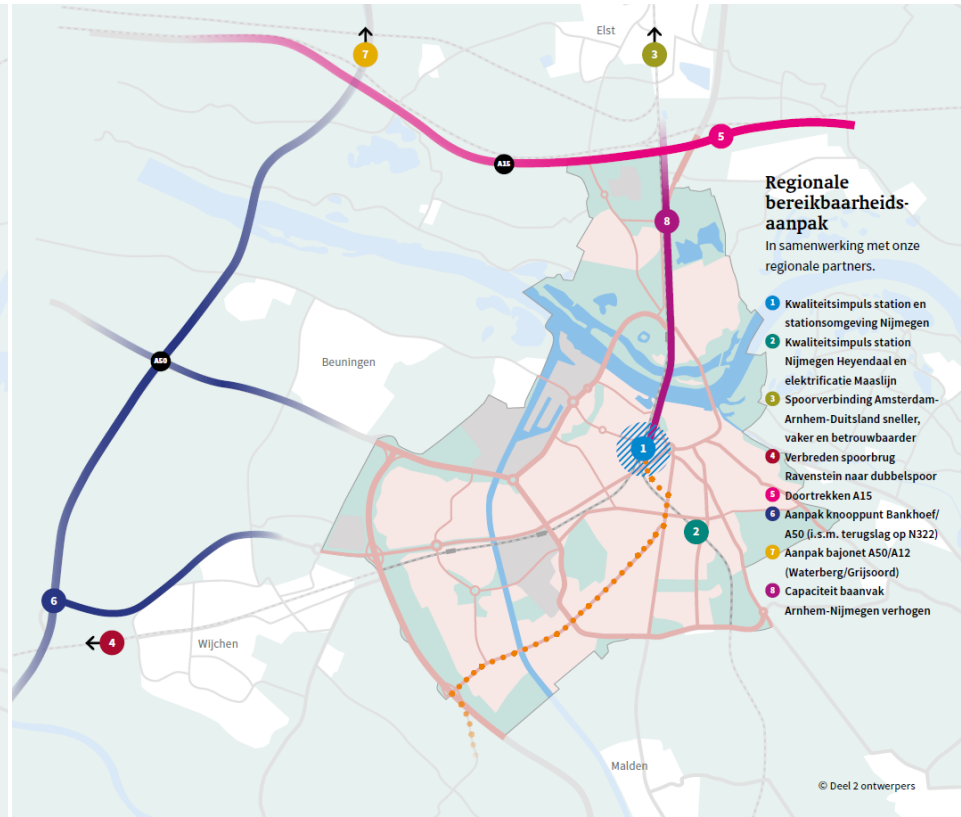 7
Elst
3
5
A15
Regionale
bereikbaarheids-
aanpak
In samenwerking met onze
regionale partners.
8
1 Kwaliteitsimpuls station en
stationsomgeving Nijmegen
2 Kwaliteitsimpuls station
Nijmegen Heyendaal en
elektrificatie Maaslijn
3 Spoorverbinding Amsterdam-
Arnhem-Duitsland sneller,
vaker en betrouwbaarder
4 Verbreden spoorbrug
Ravenstein naar dubbelspoor
5 Doortrekken A15
6 Aanpak knooppunt Bankhoef/
A50 (i.s.m. terugslag op N322)
7 Aanpak bajonet A50/A12
(Waterberg/Grijsoord)
8 Capaciteit baanvak
Arnhem-Nijmegen verhogen
A50
Beuningen
1
2
6
4
Wijchen
Malden
© Deel 2 ontwerpers